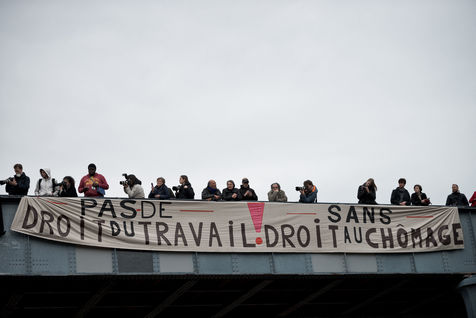 PAS DE SANS
DROIT DU TRAVAIL ! DROIT AU CHÔMAGE